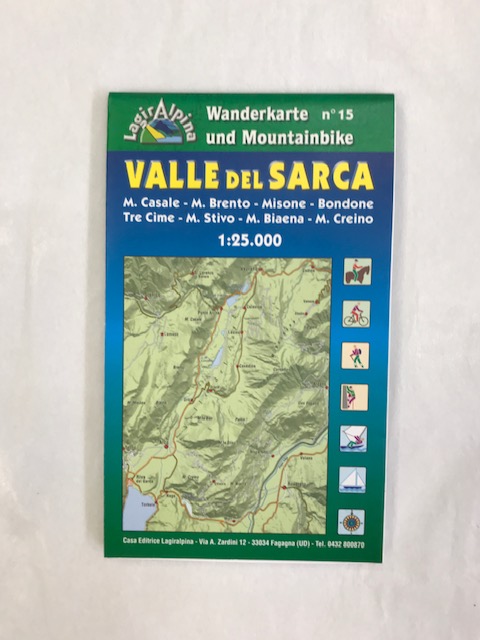 LagirAlpina
Wanderkarte n° 15
und Mountainbike
VALLE DEL SARCA
M. Casale - M. Brento - Misone - Bondone
Tre Cime - M. Stivo - M. Biaena - M. Creino
1:25.000
Casa Editrice Lagiralpina - Via A. Zardini 12 - 33034 Fagagna (UD) - Tel. 0432 800870